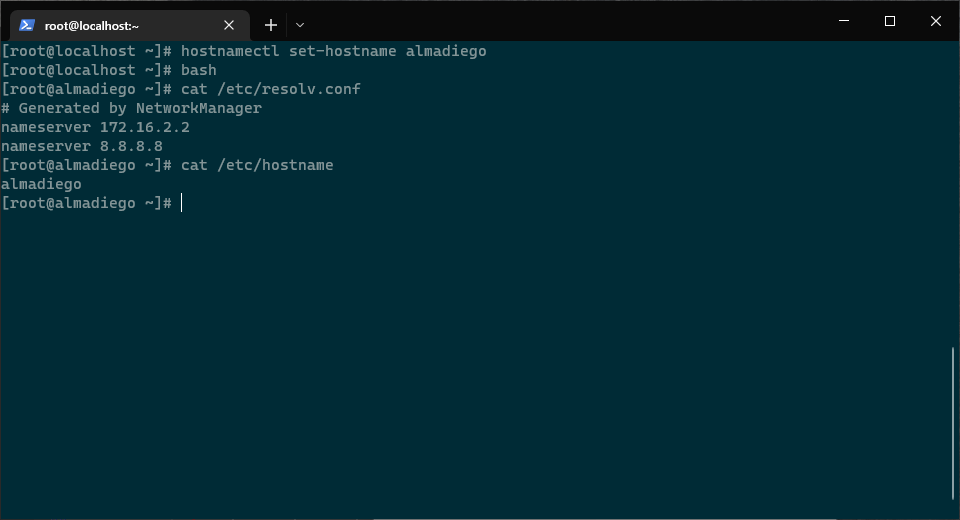 root@localhost:~
[root@localhost ~]# hostnamectl set-hostname almadiego
[root@localhost ~]# bash
[root@almadiego ~]# cat /etc/resolv.conf
# Generated by NetworkManager
nameserver 172.16.2.2
nameserver 8.8.8.8
[root@almadiego ~]# cat /etc/hostname
almadiego
[root@almadiego ~]#